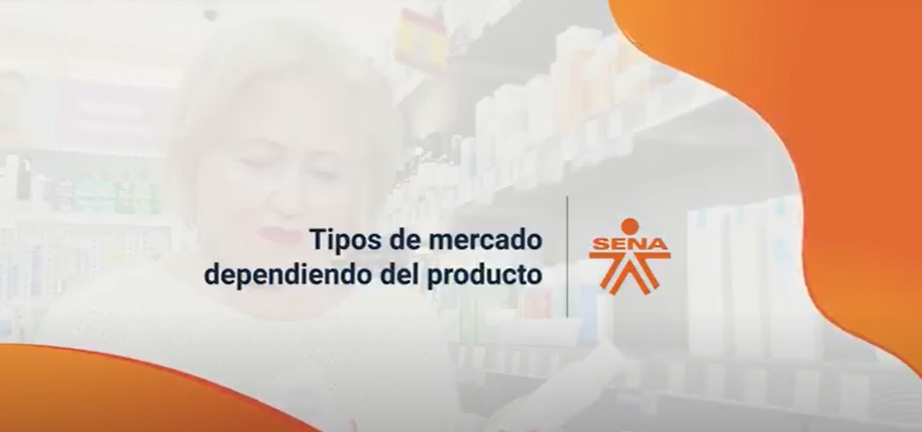 Tipos de mercado
dependiendo del producto
SENA